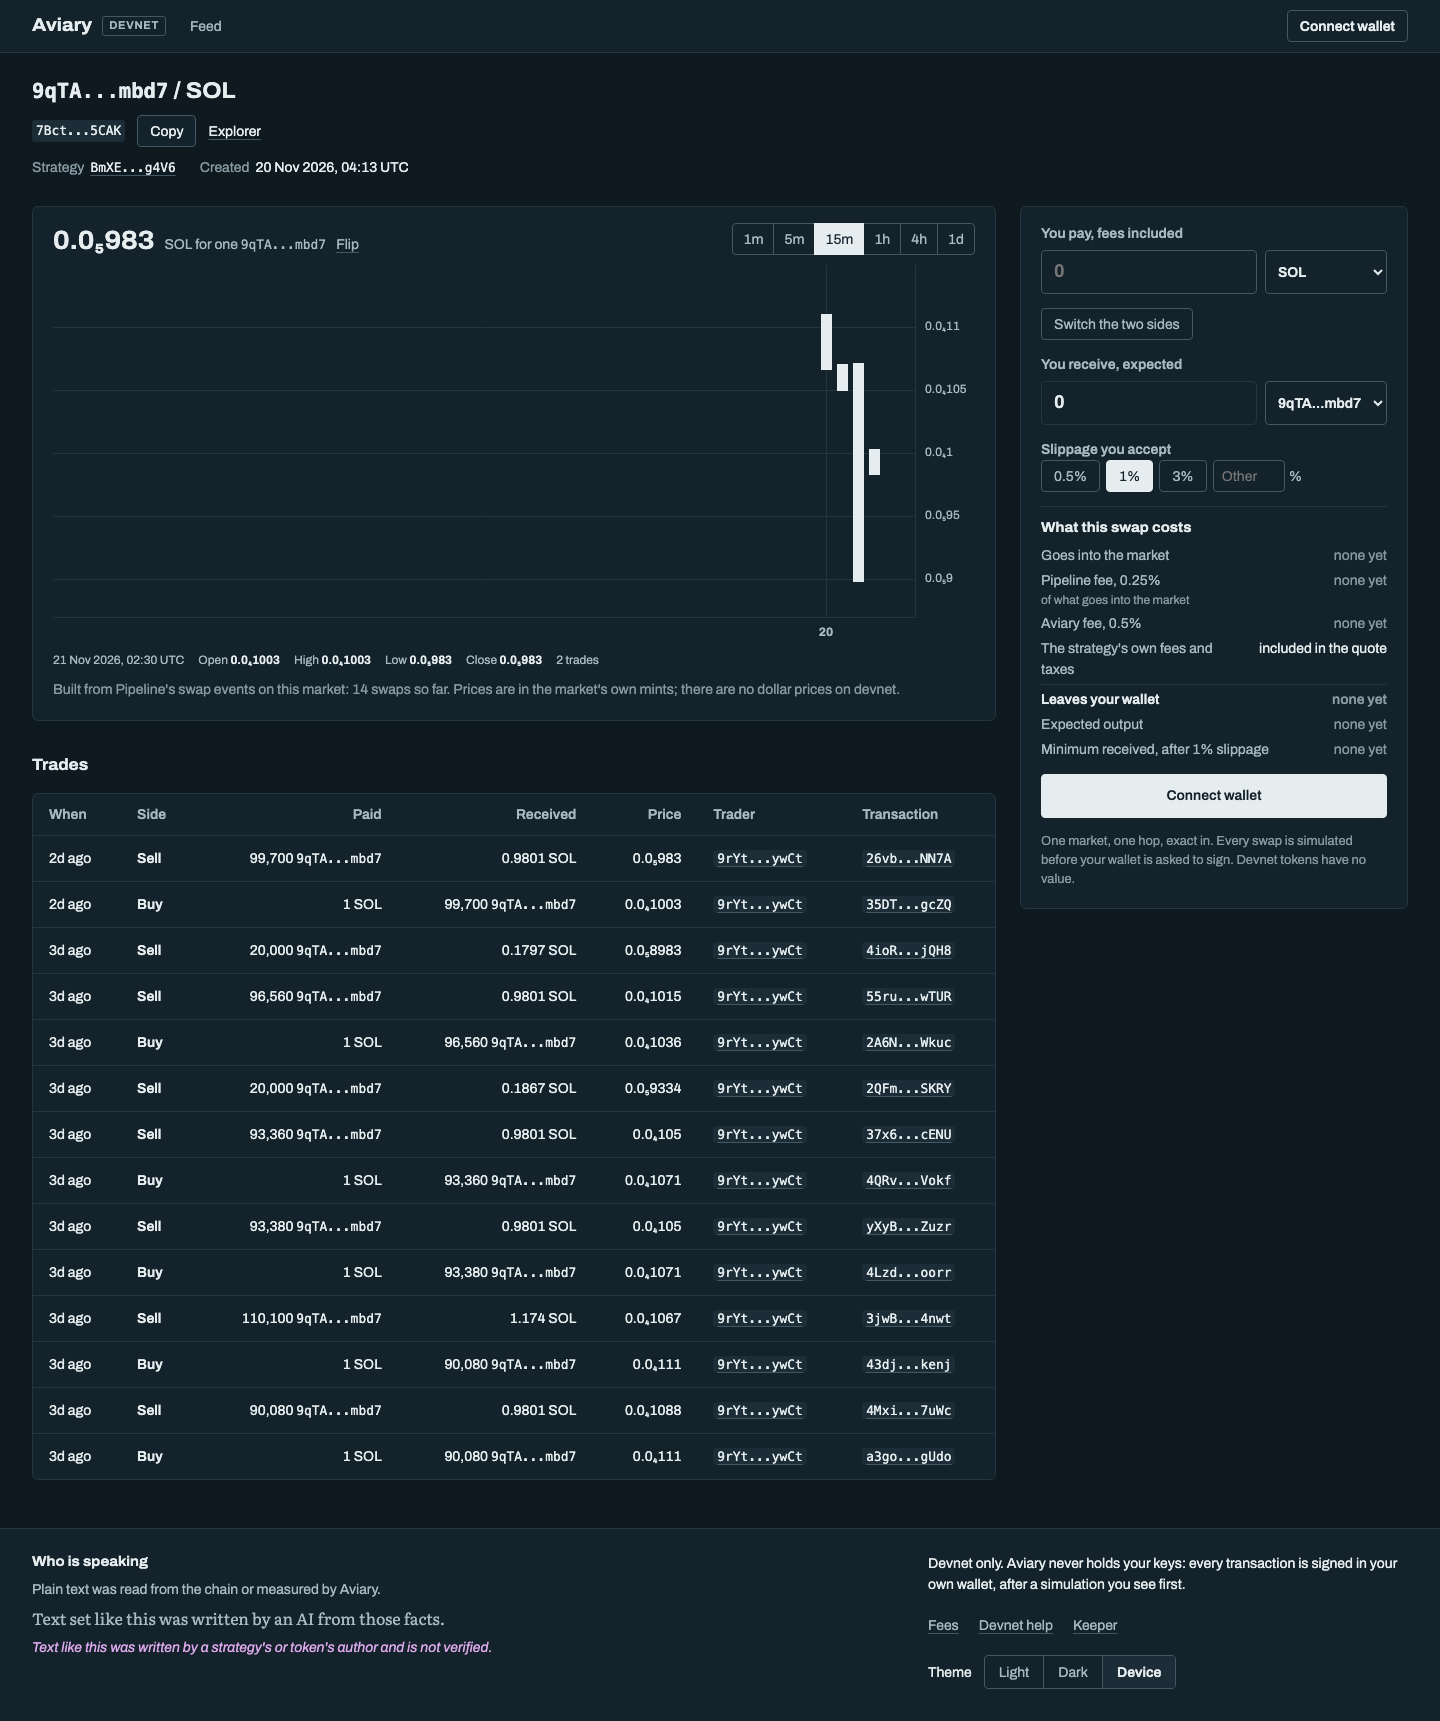 Aviary DEVNET Feed Connect wallet
9qTA...mbd7 / SOL
7Bct...5CAK Copy Explorer
Strategy BmXE...g4V6 Created 20 Nov 2026, 04:13 UTC
0.0₅983 SOL for one 9qTA...mbd7 Flip 1m 5m 15m 1h 4h 1d
0.0₄11
0.0₄105
0.0₄1
0.0₅95
0.0₅9
20
21 Nov 2026, 02:30 UTC Open 0.0₄1003 High 0.0₄1003 Low 0.0₅983 Close 0.0₅983 2 trades
Built from Pipeline's swap events on this market: 14 swaps so far. Prices are in the market's own mints; there are no dollar prices on devnet.
You pay, fees included
0 SOL
Switch the two sides
You receive, expected
0 9qTA...mbd7
Slippage you accept
0.5% 1% 3% Other %
What this swap costs
Goes into the market none yet
Pipeline fee, 0.25% none yet
of what goes into the market
Aviary fee, 0.5% none yet
The strategy's own fees and included in the quote
taxes
Leaves your wallet none yet
Expected output none yet
Minimum received, after 1% slippage none yet
Connect wallet
One market, one hop, exact in. Every swap is simulated
before your wallet is asked to sign. Devnet tokens have no
value.
Trades
When Side Paid Received Price Trader Transaction
2d ago Sell 99,700 9qTA...mbd7 0.9801 SOL 0.0₅983 9rYt...ywCt 26vb...NN7A
2d ago Buy 1 SOL 99,700 9qTA...mbd7 0.0₄1003 9rYt...ywCt 35DT...gcZQ
3d ago Sell 20,000 9qTA...mbd7 0.1797 SOL 0.0₅8983 9rYt...ywCt 4ioR...jQH8
3d ago Sell 96,560 9qTA...mbd7 0.9801 SOL 0.0₄1015 9rYt...ywCt 55ru...wTUR
3d ago Buy 1 SOL 96,560 9qTA...mbd7 0.0₄1036 9rYt...ywCt 2A6N...Wkuc
3d ago Sell 20,000 9qTA...mbd7 0.1867 SOL 0.0₅9334 9rYt...ywCt 2QFm...SKRY
3d ago Sell 93,360 9qTA...mbd7 0.9801 SOL 0.0₄105 9rYt...ywCt 37x6...cENU
3d ago Buy 1 SOL 93,360 9qTA...mbd7 0.0₄1071 9rYt...ywCt 4QRv...Vokf
3d ago Sell 93,380 9qTA...mbd7 0.9801 SOL 0.0₄105 9rYt...ywCt yXyB...Zuzr
3d ago Buy 1 SOL 93,380 9qTA...mbd7 0.0₄1071 9rYt...ywCt 4Lzd...oorr
3d ago Sell 110,100 9qTA...mbd7 1.174 SOL 0.0₄1067 9rYt...ywCt 3jwB...4nwt
3d ago Buy 1 SOL 90,080 9qTA...mbd7 0.0₄111 9rYt...ywCt 43dj...kenj
3d ago Sell 90,080 9qTA...mbd7 0.9801 SOL 0.0₄1088 9rYt...ywCt 4Mxi...7uWc
3d ago Buy 1 SOL 90,080 9qTA...mbd7 0.0₄111 9rYt...ywCt a3go...gUdo
Who is speaking
Plain text was read from the chain or measured by Aviary.
Text set like this was written by an AI from those facts.
Text like this was written by a strategy's or token's author and is not verified.
Devnet only. Aviary never holds your keys: every transaction is signed in your
own wallet, after a simulation you see first.
Fees Devnet help Keeper
Theme Light Dark Device